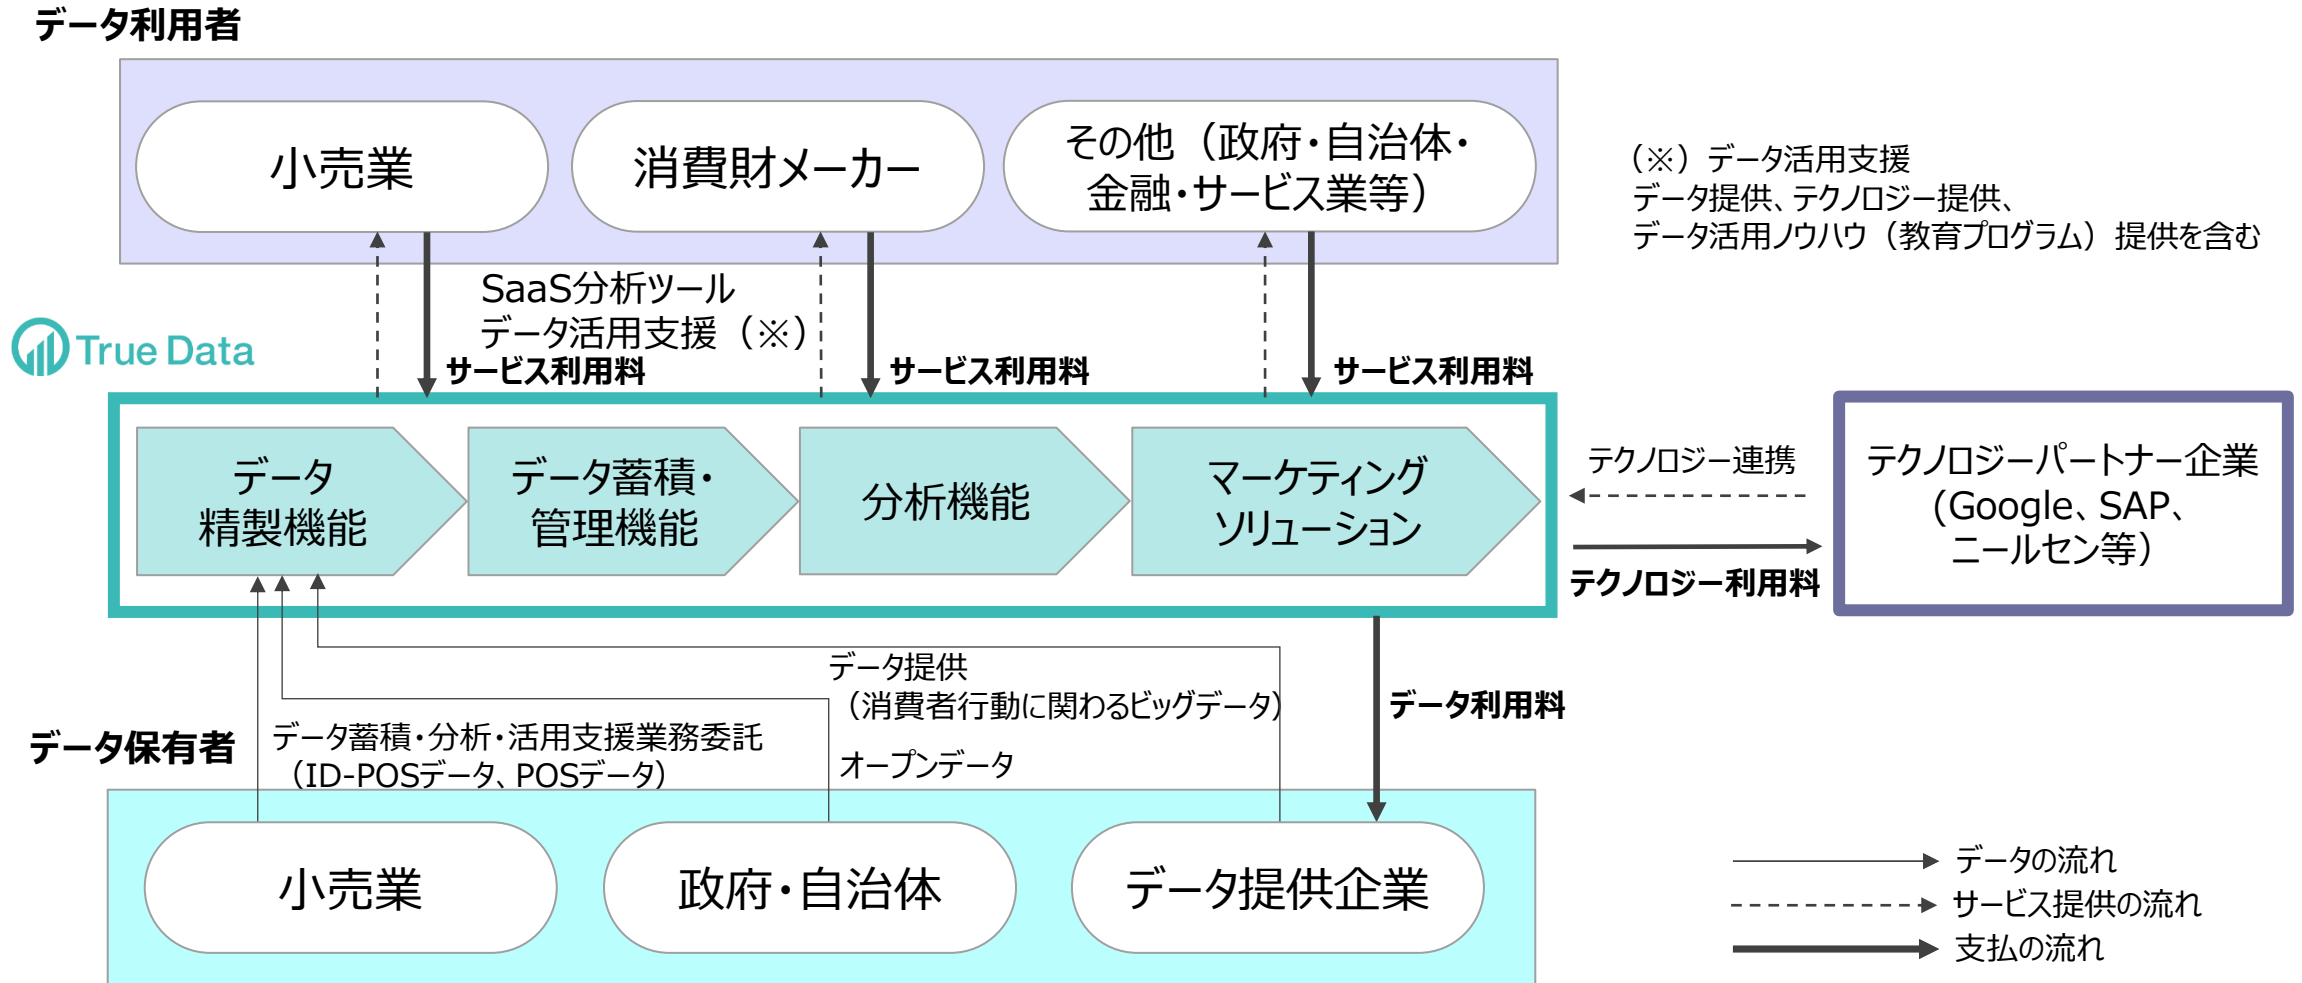 データ利用者
小売業
消費財メーカー
その他（政府・自治体・
金融・サービス業等）
（※）データ活用支援
データ提供、テクノロジー提供、
データ活用ノウハウ（教育プログラム）提供を含む
SaaS分析ツール
データ活用支援（※）
True Data
サービス利用料
サービス利用料
サービス利用料
データ
精製機能
データ蓄積・
管理機能
分析機能
マーケティング
ソリューション
テクノロジー連携
テクノロジー利用料
テクノロジーパートナー企業
（Google、SAP、
ニールセン等）
データ提供
（消費者行動に関わるビッグデータ）
データ利用料
データ保有者
データ蓄積・分析・活用支援業務委託
（ID-POSデータ、POSデータ）
オープンデータ
小売業
政府・自治体
データ提供企業
データの流れ
サービス提供の流れ
支払の流れ